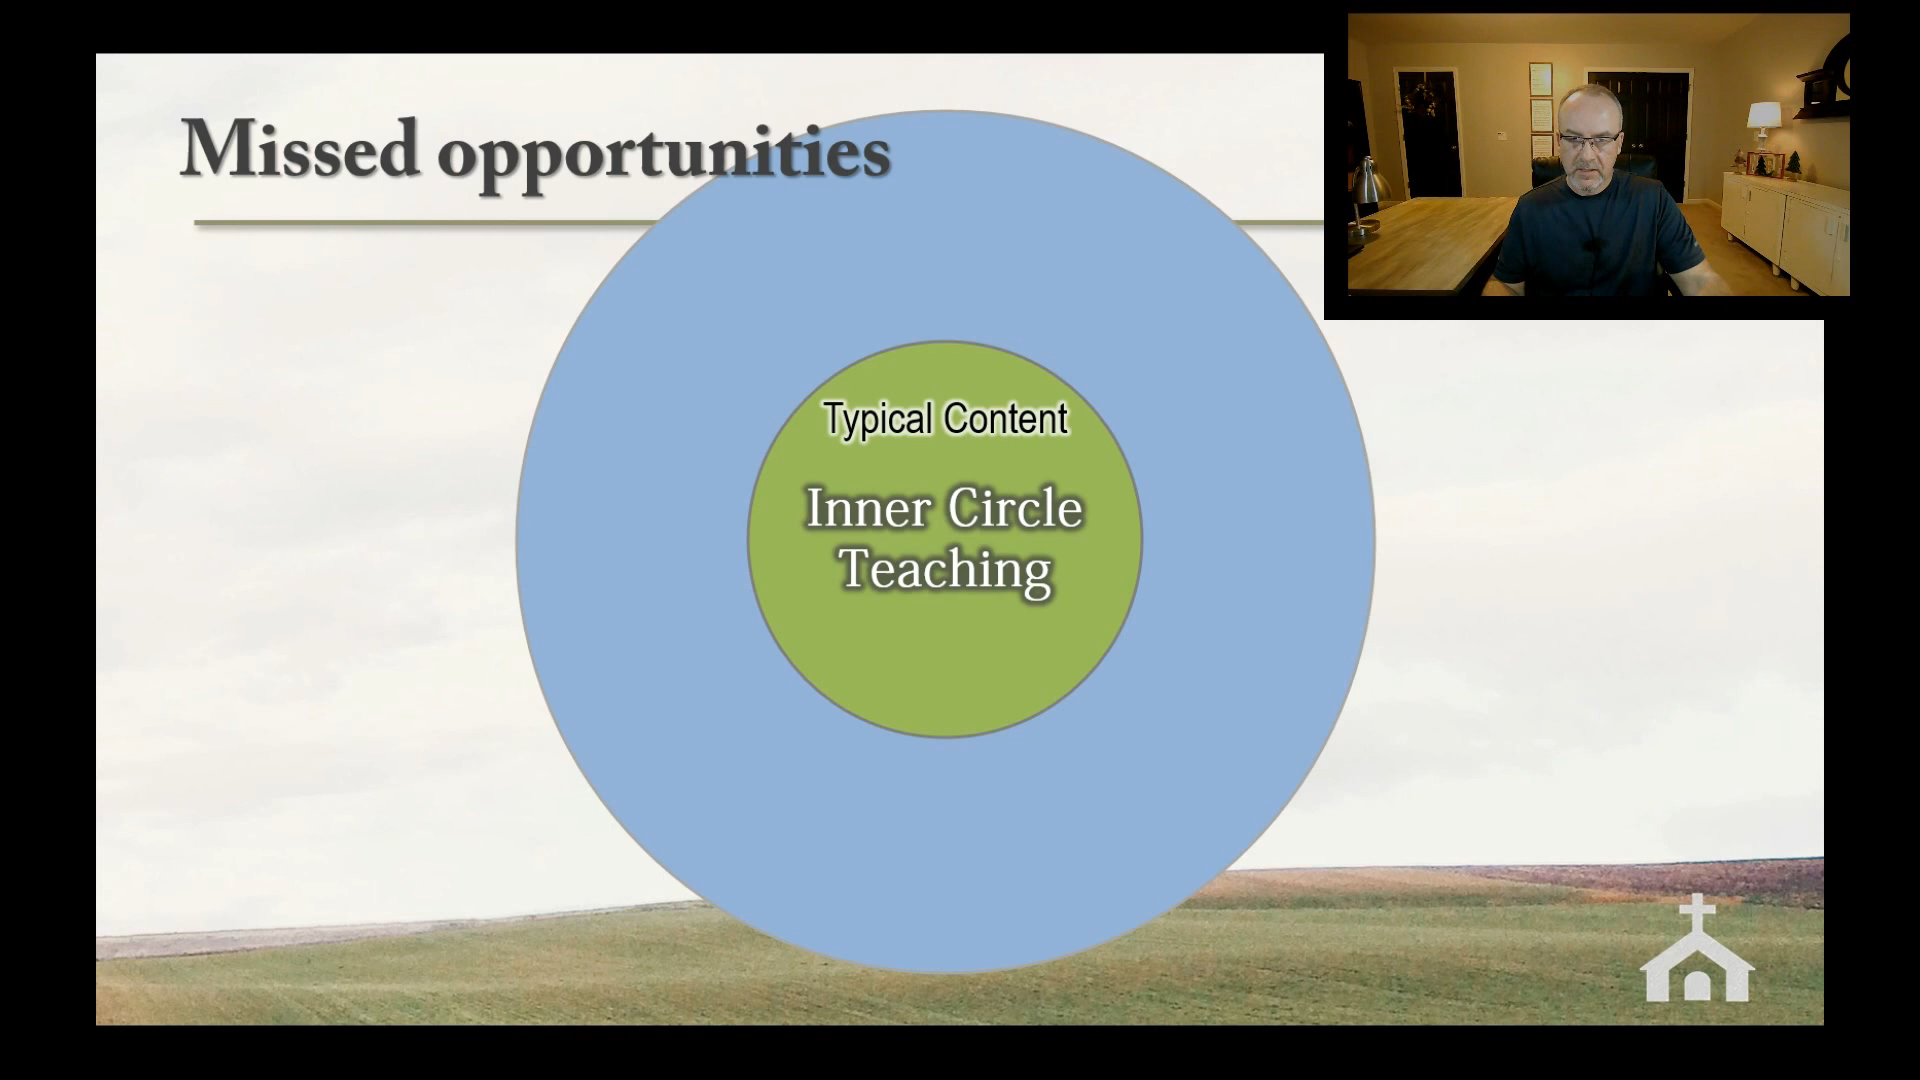 Missed opportunities
Typical Content
Inner Circle
Teaching